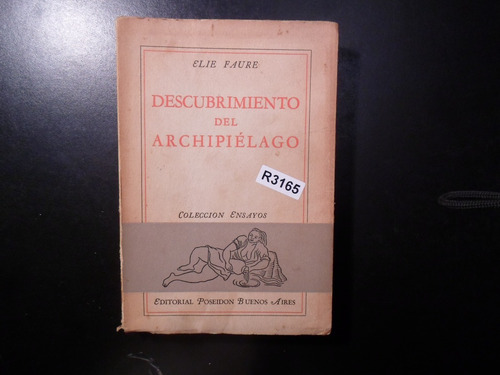 ELIE FAURE
DESCUBRIMIENTO
DEL
ARCHIPIÉLAGO
R3165
COLECCION ENSAYOS
EDITORIAL POSEIDON BUENOS AIRES